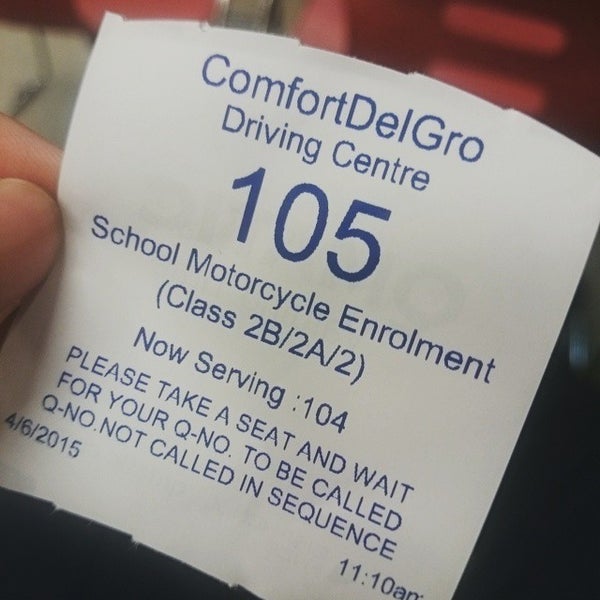 ComfortDelGro
Driving Centre
105
School Motorcycle Enrolment
(Class 2B/2A/2)
Now Serving :104
PLEASE TAKE A SEAT AND WAIT
FOR YOUR Q-NO. TO BE CALLED
Q-NO.NOT CALLED IN SEQUENCE
4/6/2015
11:10am